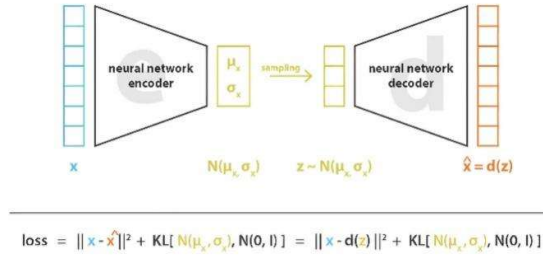 e
neural network
encoder
μₓ
σₓ
sampling
d
neural network
decoder
x
N(μₓ, σₓ)
z ~ N(μₓ, σₓ)
x̂ = d(z)
loss = || x - x̂ ||² + KL[ N(μₓ, σₓ), N(0, I) ] = || x - d(z) ||² + KL[ N(μₓ, σₓ), N(0, I) ]